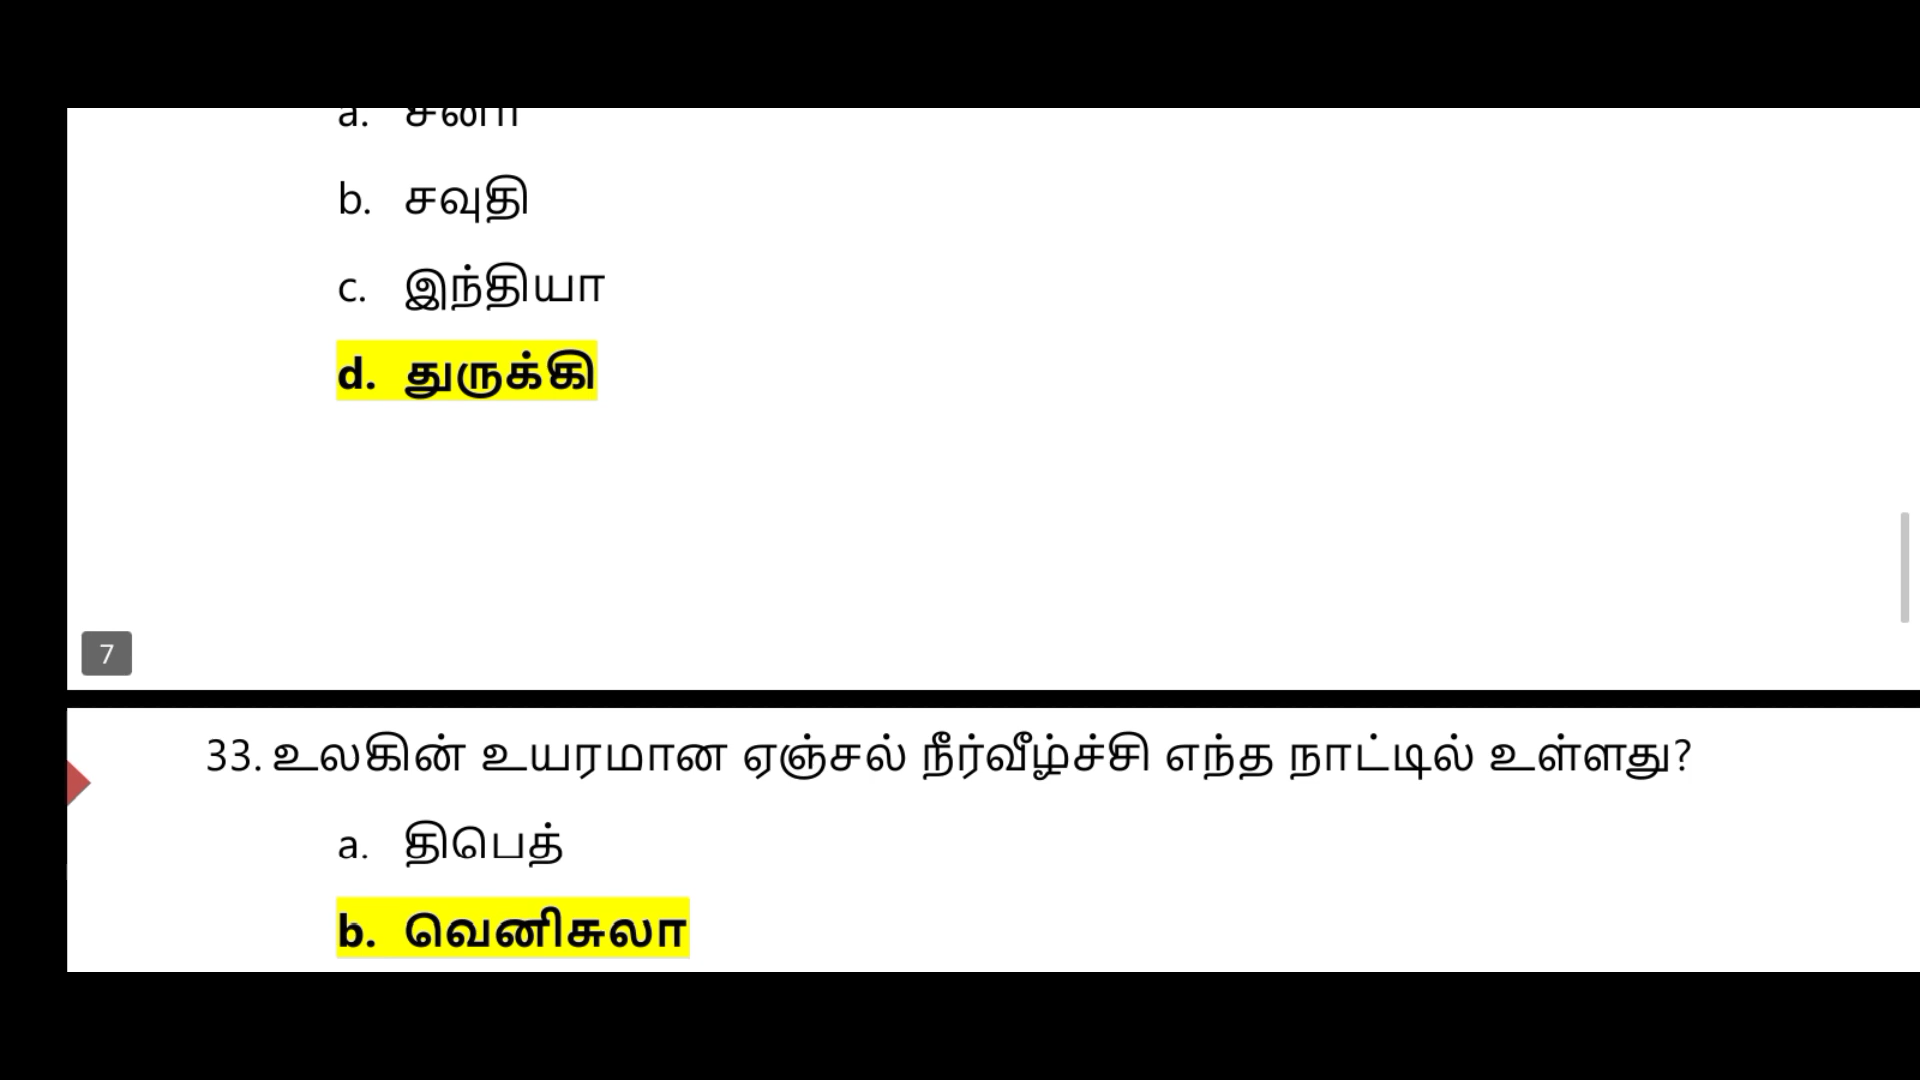 b. சவுதி
c. இந்தியா
d. துருக்கி
7
33. உலகின் உயரமான ஏஞ்சல் நீர்வீழ்ச்சி எந்த நாட்டில் உள்ளது?
a. திபெத்
b. வெனிசுலா